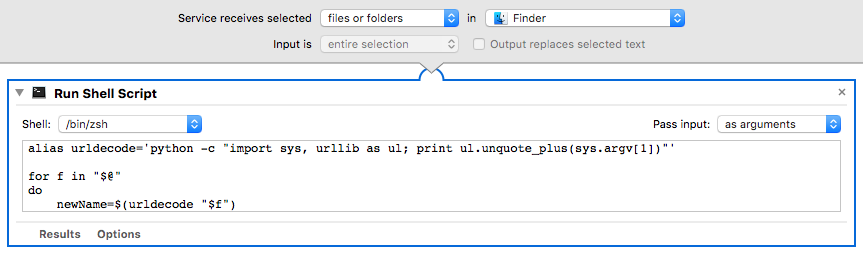 Service receives selected files or folders in Finder
Input is entire selection Output replaces selected text
Run Shell Script
Shell: /bin/zsh Pass input: as arguments
alias urldecode='python -c "import sys, urllib as ul; print ul.unquote_plus(sys.argv[1])"'
for f in "$@"
do
    newName=$(urldecode "$f")
Results Options